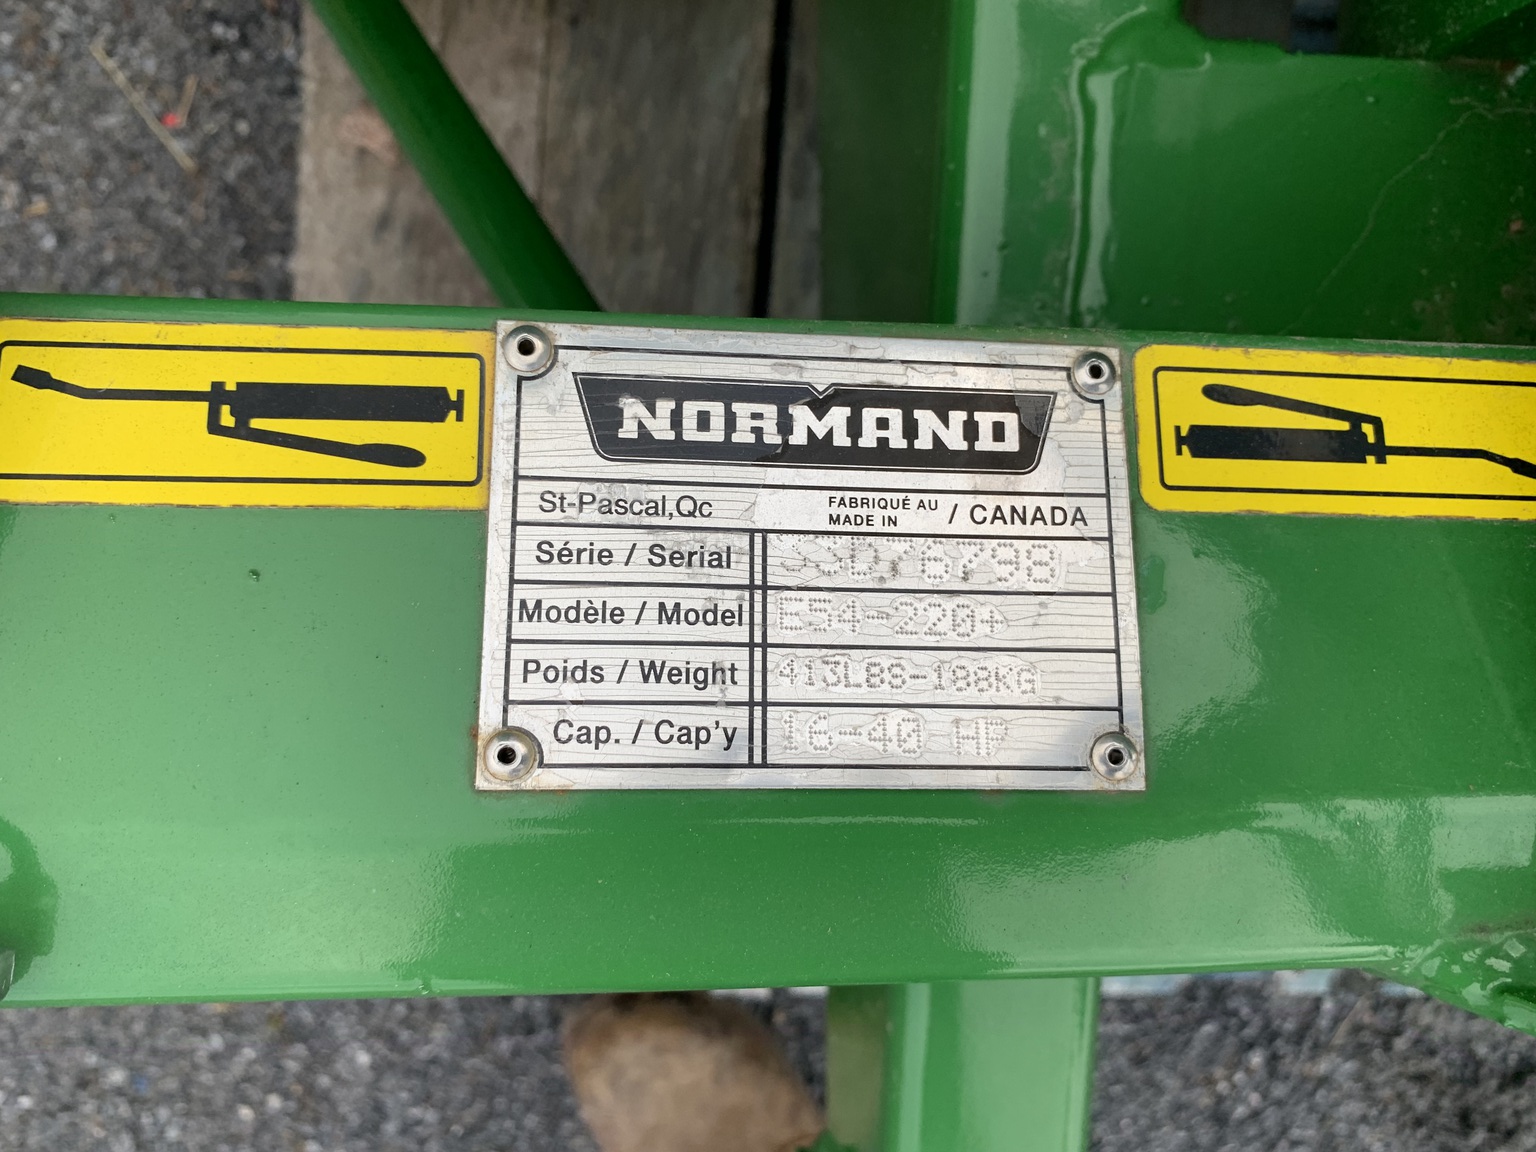 NORMAND
St-Pascal,Qc
FABRIQUÉ AU
MADE IN
/ CANADA
Série / Serial
Modèle / Model E54-220+
Poids / Weight 413LBS-188KG
Cap. / Cap'y 16-40 HP